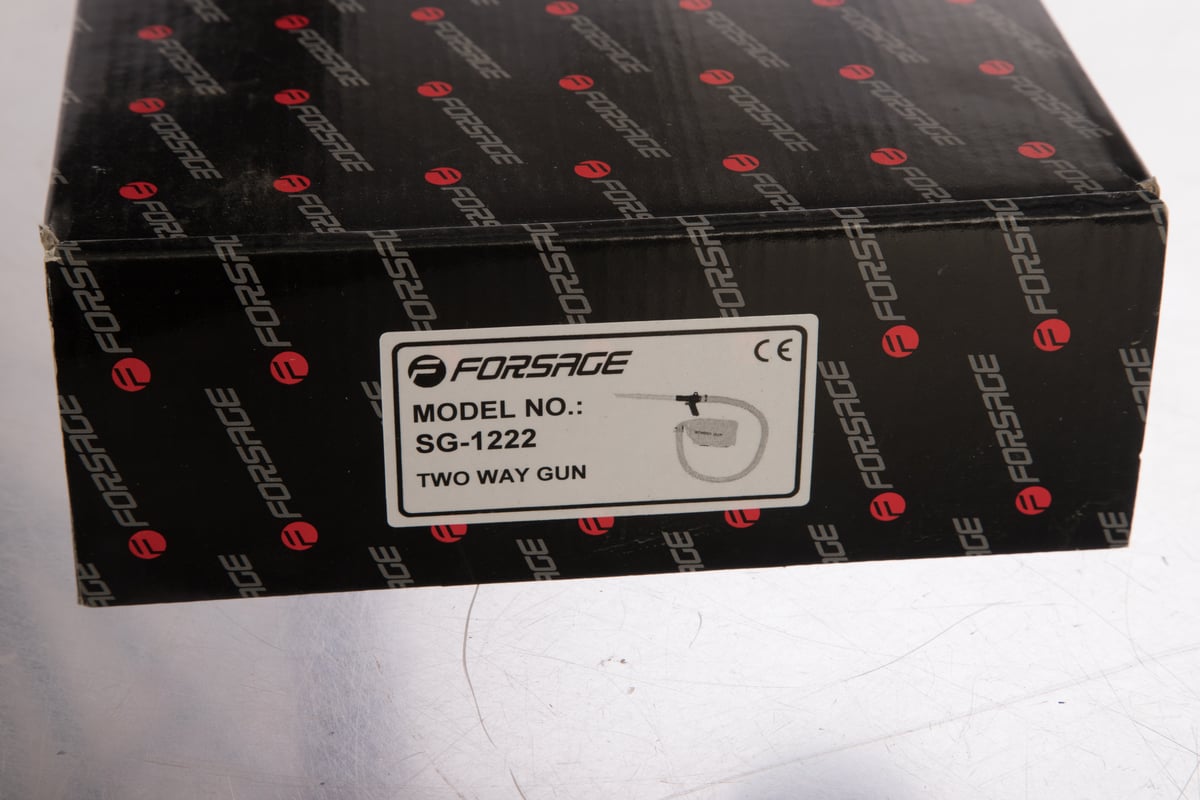 FORSAGE
CE
MODEL NO.:
SG-1222
TWO WAY GUN